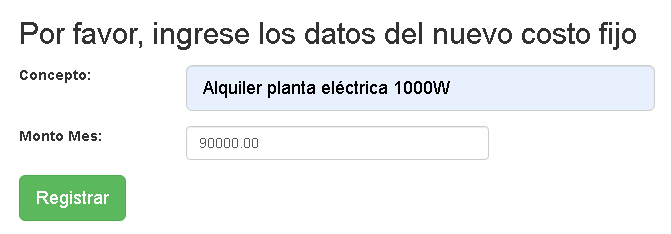 Por favor, ingrese los datos del nuevo costo fijo
Concepto:
Alquiler planta eléctrica 1000W
Monto Mes:
90000.00
Registrar